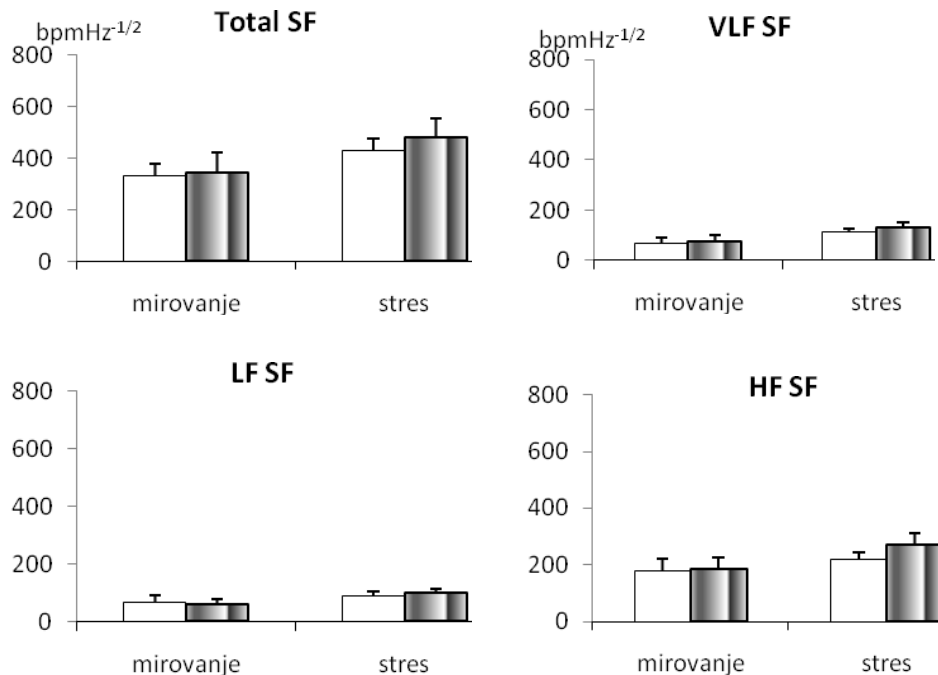 Total SF
bpmHz-1/2
800
600
400
200
0
mirovanje
stres
VLF SF
bpmHz-1/2
800
600
400
200
0
mirovanje
stres
LF SF
800
600
400
200
0
mirovanje
stres
HF SF
800
600
400
200
0
mirovanje
stres